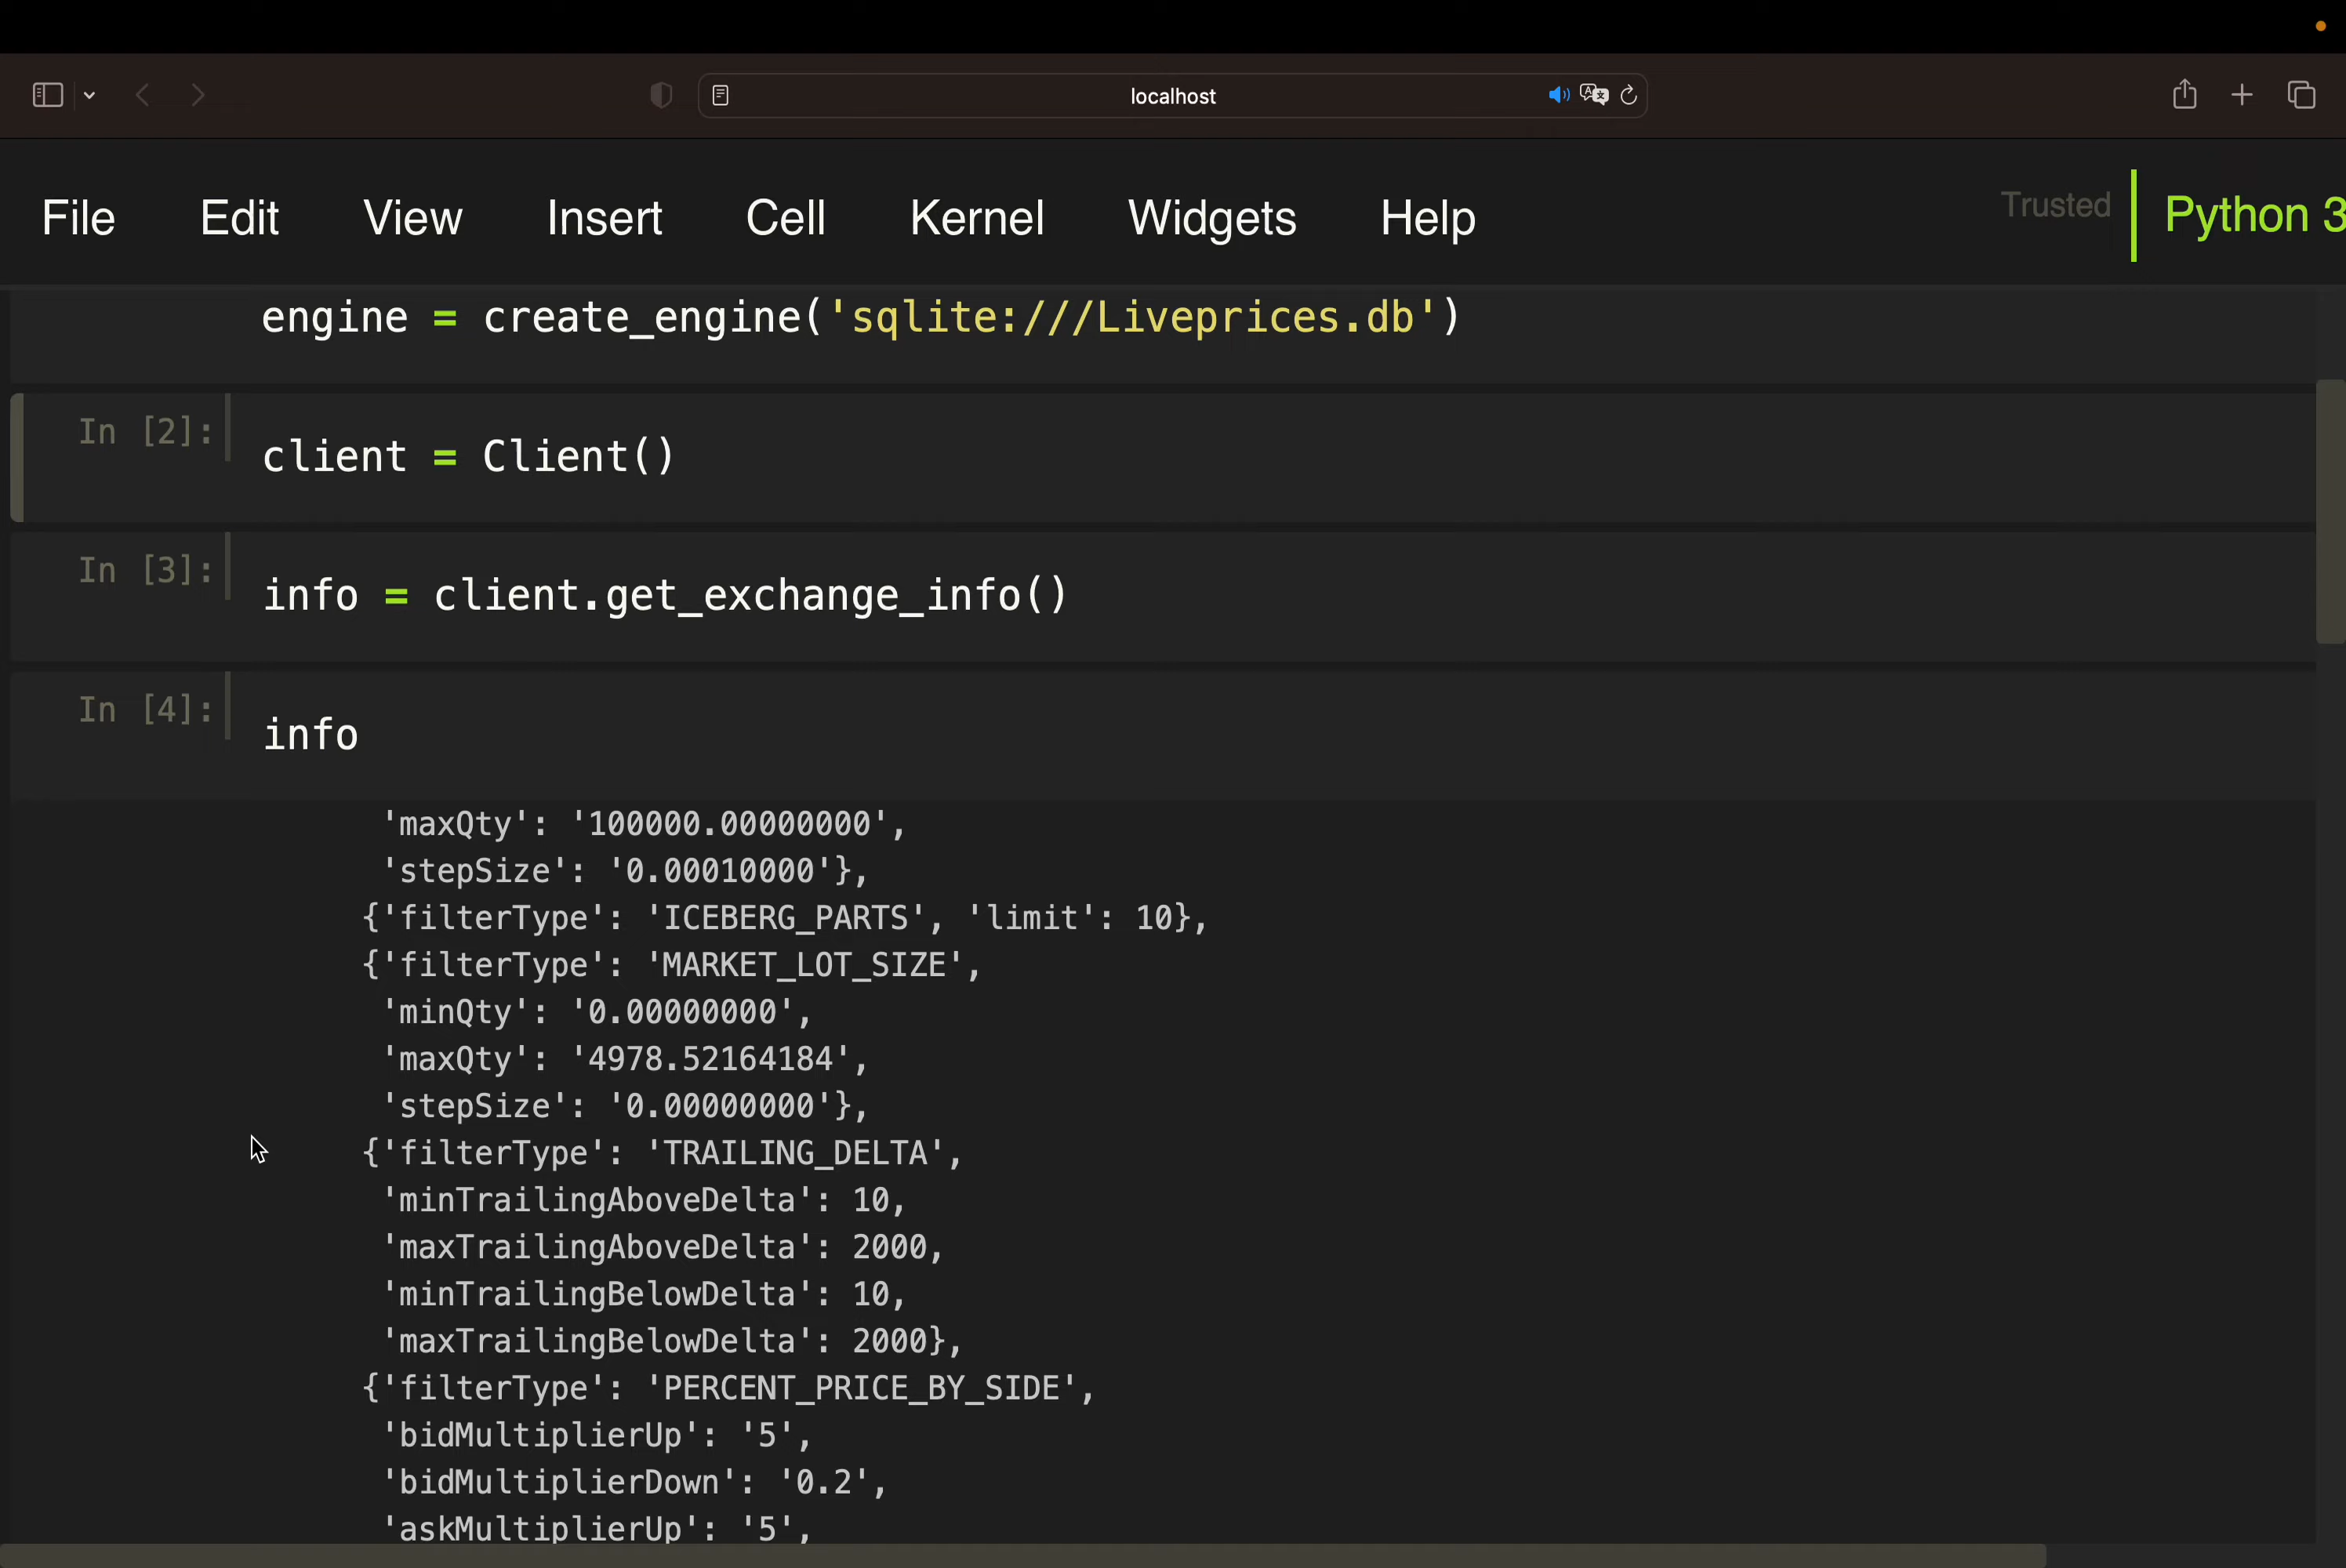 localhost
File Edit View Insert Cell Kernel Widgets Help Trusted Python 3
engine = create_engine('sqlite:///Liveprices.db')
In [2]:
client = Client()
In [3]:
info = client.get_exchange_info()
In [4]:
info
'maxQty': '100000.00000000',
'stepSize': '0.00010000'},
{'filterType': 'ICEBERG_PARTS', 'limit': 10},
{'filterType': 'MARKET_LOT_SIZE',
'minQty': '0.00000000',
'maxQty': '4978.52164184',
'stepSize': '0.00000000'},
{'filterType': 'TRAILING_DELTA',
'minTrailingAboveDelta': 10,
'maxTrailingAboveDelta': 2000,
'minTrailingBelowDelta': 10,
'maxTrailingBelowDelta': 2000},
{'filterType': 'PERCENT_PRICE_BY_SIDE',
'bidMultiplierUp': '5',
'bidMultiplierDown': '0.2',
'askMultiplierUp': '5',